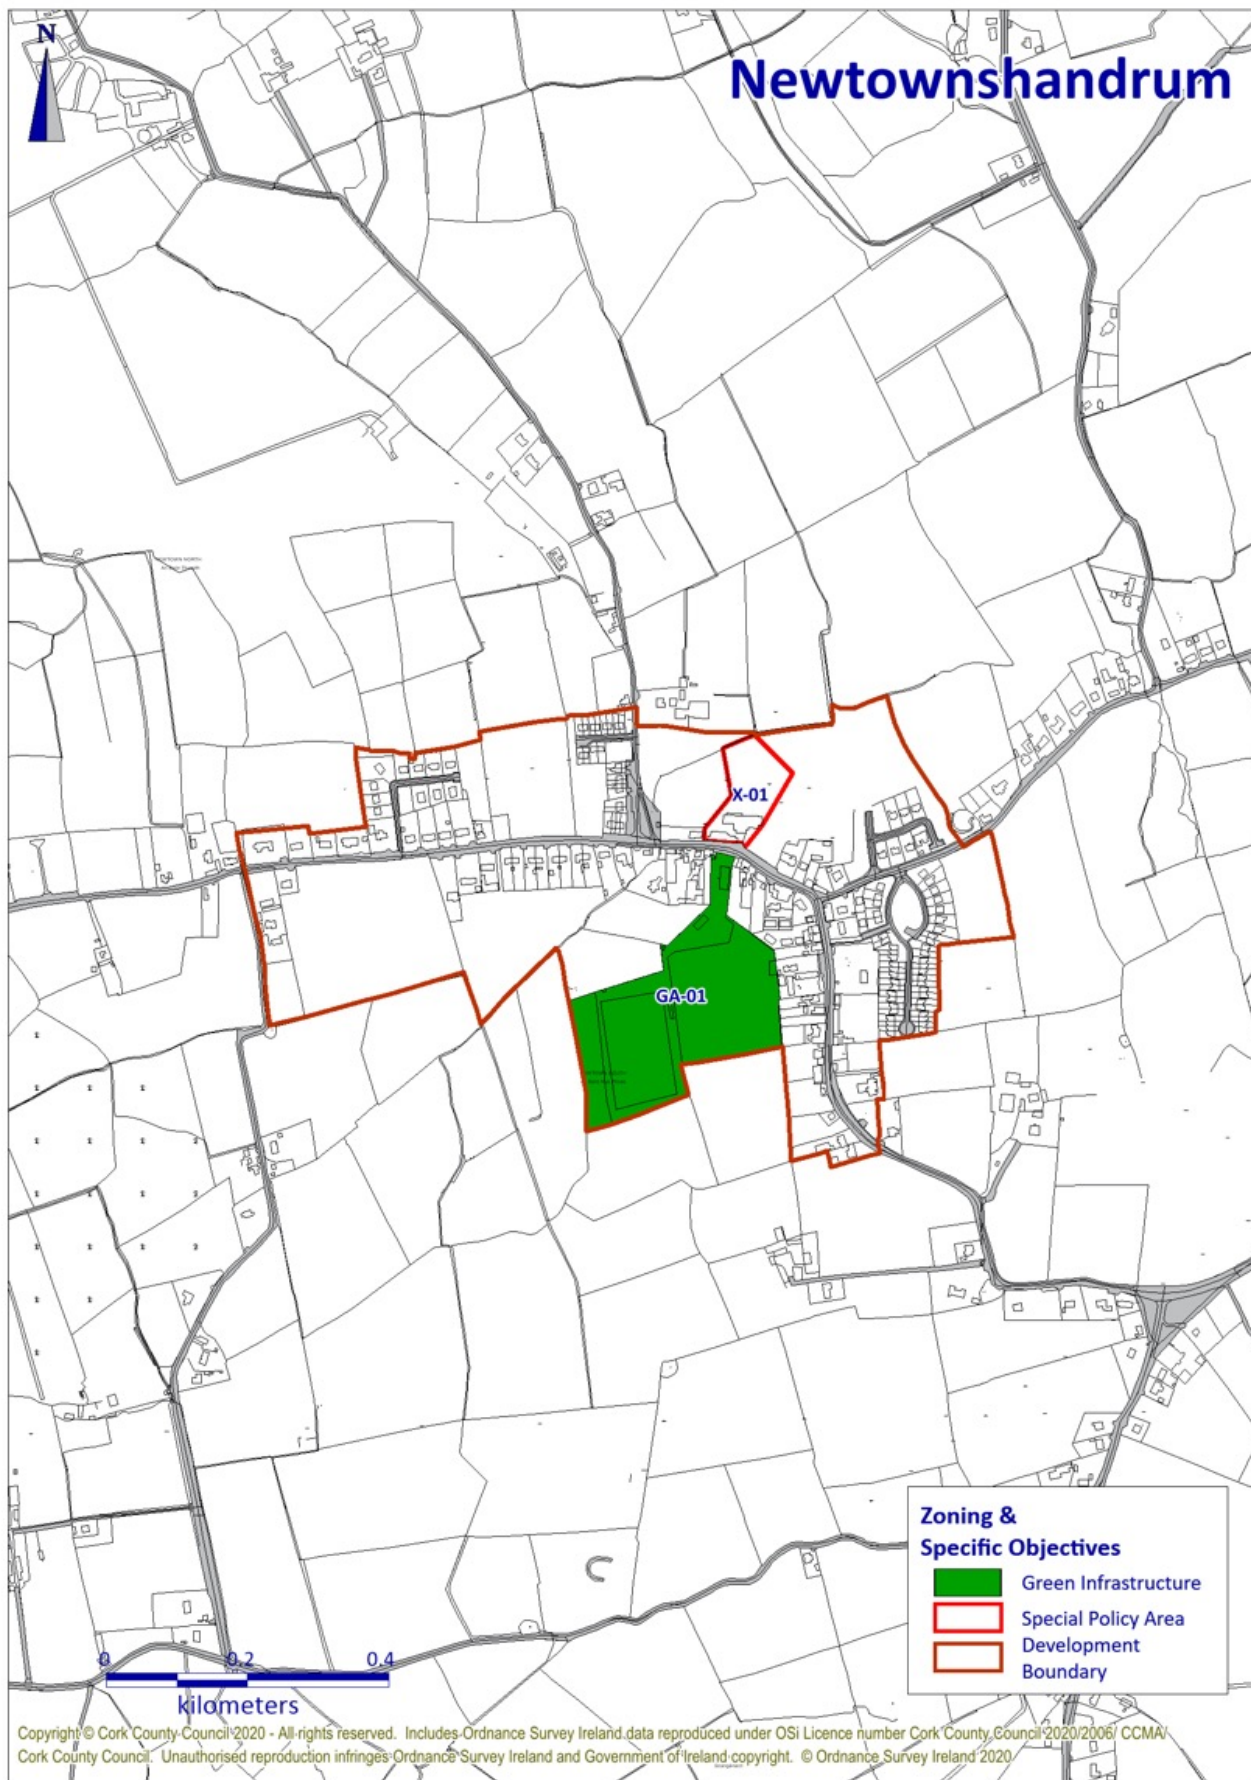 N
Newtownshandrum
X-01
GA-01
Zoning &
Specific Objectives
Green Infrastructure
Special Policy Area
Development
Boundary
0 0.2 0.4
kilometers
Copyright © Cork County Council 2020 - All rights reserved. Includes Ordnance Survey Ireland data reproduced under OSi Licence number Cork County Council 2020/2006/ CCMA/
Cork County Council. Unauthorised reproduction infringes Ordnance Survey Ireland and Government of Ireland copyright. © Ordnance Survey Ireland 2020